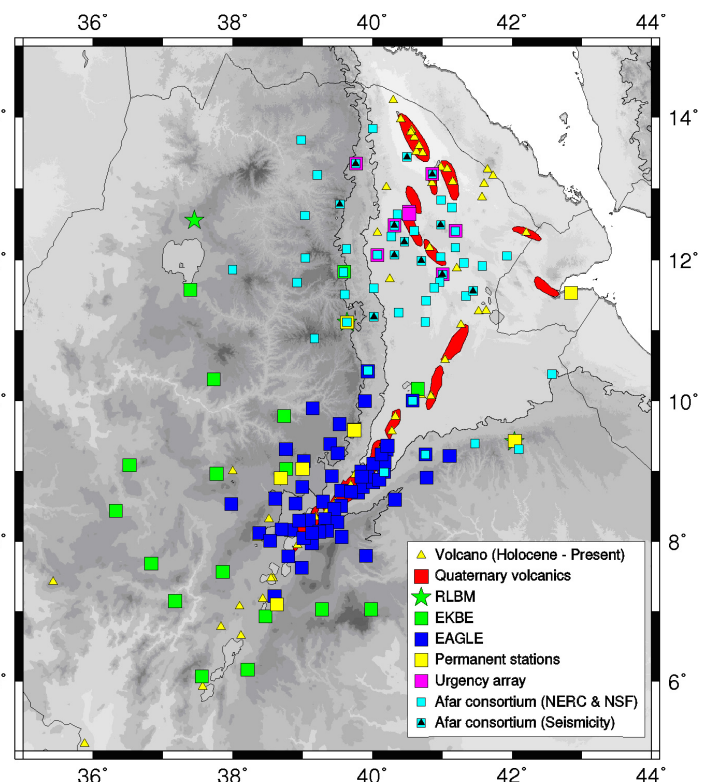 36° 38° 40° 42° 44°
14°
12°
10°
8°
6°
Volcano (Holocene - Present)
Quaternary volcanics
RLBM
EKBE
EAGLE
Permanent stations
Urgency array
Afar consortium (NERC & NSF)
Afar consortium (Seismicity)
36° 38° 40° 42° 44°